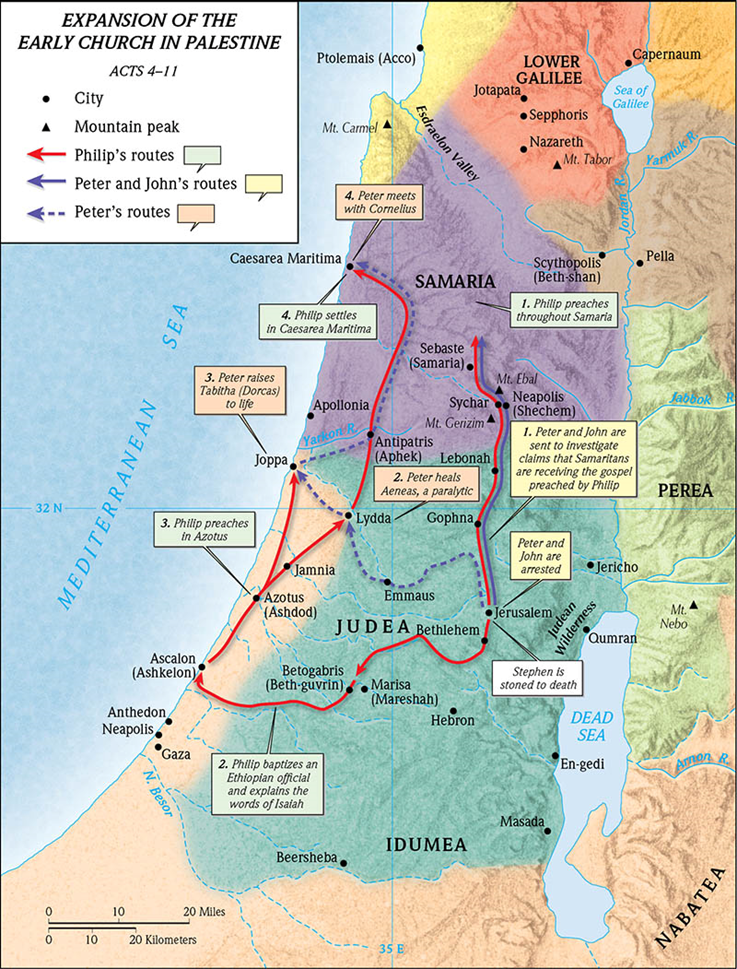 EXPANSION OF THE
EARLY CHURCH IN PALESTINE
ACTS 4–11
City
Mountain peak
Philip's routes
Peter and John's routes
Peter's routes
Ptolemais (Acco)
Capernaum
LOWER
GALILEE
Jotapata
Sea of
Galilee
Sepphoris
Mt. Carmel
Esdraelon Valley
Nazareth
Mt. Tabor
Yarmuk R.
Jordan R.
4. Peter meets
with Cornelius
Caesarea Maritima
Scythopolis
(Beth-shan)
Pella
SAMARIA
4. Philip settles
in Caesarea Maritima
1. Philip preaches
throughout Samaria
MEDITERRANEAN SEA
Sebaste
(Samaria)
Mt. Ebal
3. Peter raises
Tabitha (Dorcas)
to life
Sychar
Neapolis
(Shechem)
Jabbok R.
Apollonia
Mt. Gerizim
Yarkon R.
Antipatris
(Aphek)
1. Peter and John are
sent to investigate
claims that Samaritans
are receiving the gospel
preached by Philip
Joppa
Lebonah
2. Peter heals
Aeneas, a paralytic
PEREA
32 N
Lydda
Gophna
3. Philip preaches
in Azotus
Peter and
John are
arrested
Jamnia
Jericho
Emmaus
Azotus
(Ashdod)
Jerusalem
Mt.
Nebo
JUDEA
Bethlehem
Judean
Wilderness
Qumran
Ascalon
(Ashkelon)
Betogabris
(Beth-guvrin)
Marisa
(Mareshah)
Stephen is
stoned to death
Hebron
DEAD
SEA
Anthedon
Neapolis
Gaza
En-gedi
Arnon R.
2. Philip baptizes an
Ethiopian official
and explains the
words of Isaiah
N. Besor
Masada
IDUMEA
Beersheba
NABATEA
0 10 20 Miles
0 10 20 Kilometers
35 E